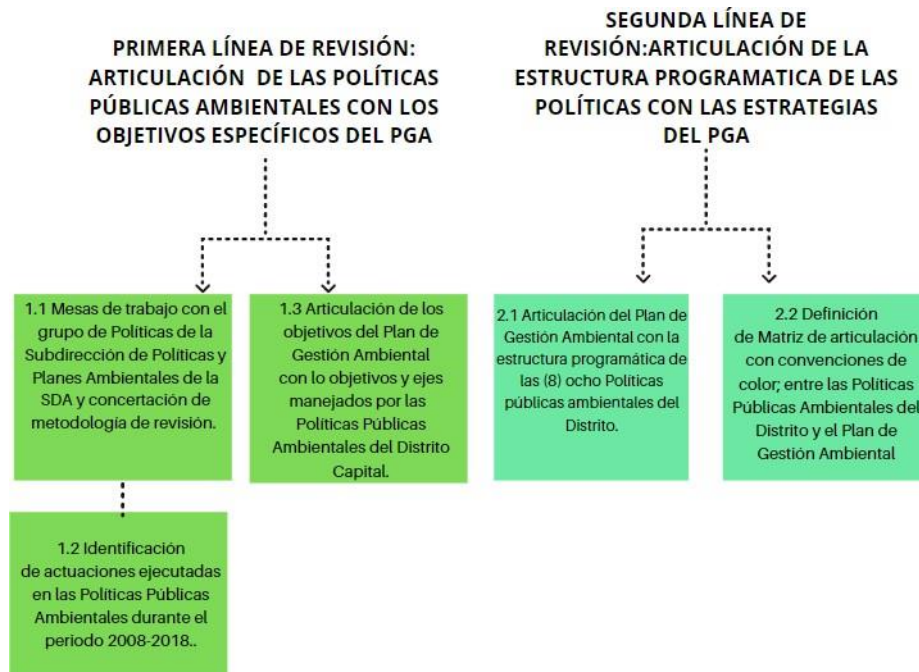 PRIMERA LÍNEA DE REVISIÓN:
ARTICULACIÓN DE LAS POLÍTICAS
PÚBLICAS AMBIENTALES CON LOS
OBJETIVOS ESPECÍFICOS DEL PGA
SEGUNDA LÍNEA DE
REVISIÓN:ARTICULACIÓN DE LA
ESTRUCTURA PROGRAMATICA DE LAS
POLÍTICAS CON LAS ESTRATEGIAS
DEL PGA
1.1 Mesas de trabajo con el
grupo de Políticas de la
Subdirección de Políticas y
Planes Ambientales de la
SDA y concertación de
metodología de revisión.
1.3 Articulación de los
objetivos del Plan de
Gestión Ambiental
con lo objetivos y ejes
manejados por las
Políticas Públicas
Ambientales del Distrito
Capital.
2.1 Articulación del Plan de
Gestión Ambiental con la
estructura programática de
las (8) ocho Políticas
públicas ambientales del
Distrito.
2.2 Definición
de Matriz de articulación
con convenciones de
color; entre las Políticas
Públicas Ambientales del
Distrito y el Plan de
Gestión Ambiental
1.2 Identificación
de actuaciones ejecutadas
en las Políticas Públicas
Ambientales durante el
periodo 2008-2018..